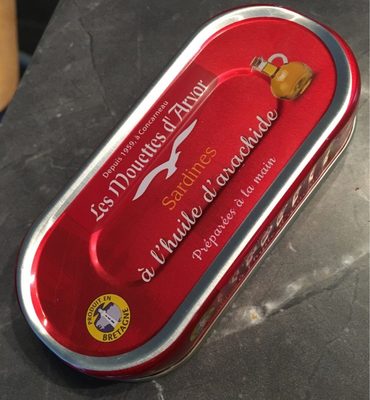 Depuis 1959, à Concarneau
Les Mouettes d'Arvor
Sardines
à l'huile d'arachide
Préparées à la main
PRODUIT EN
BRETAGNE